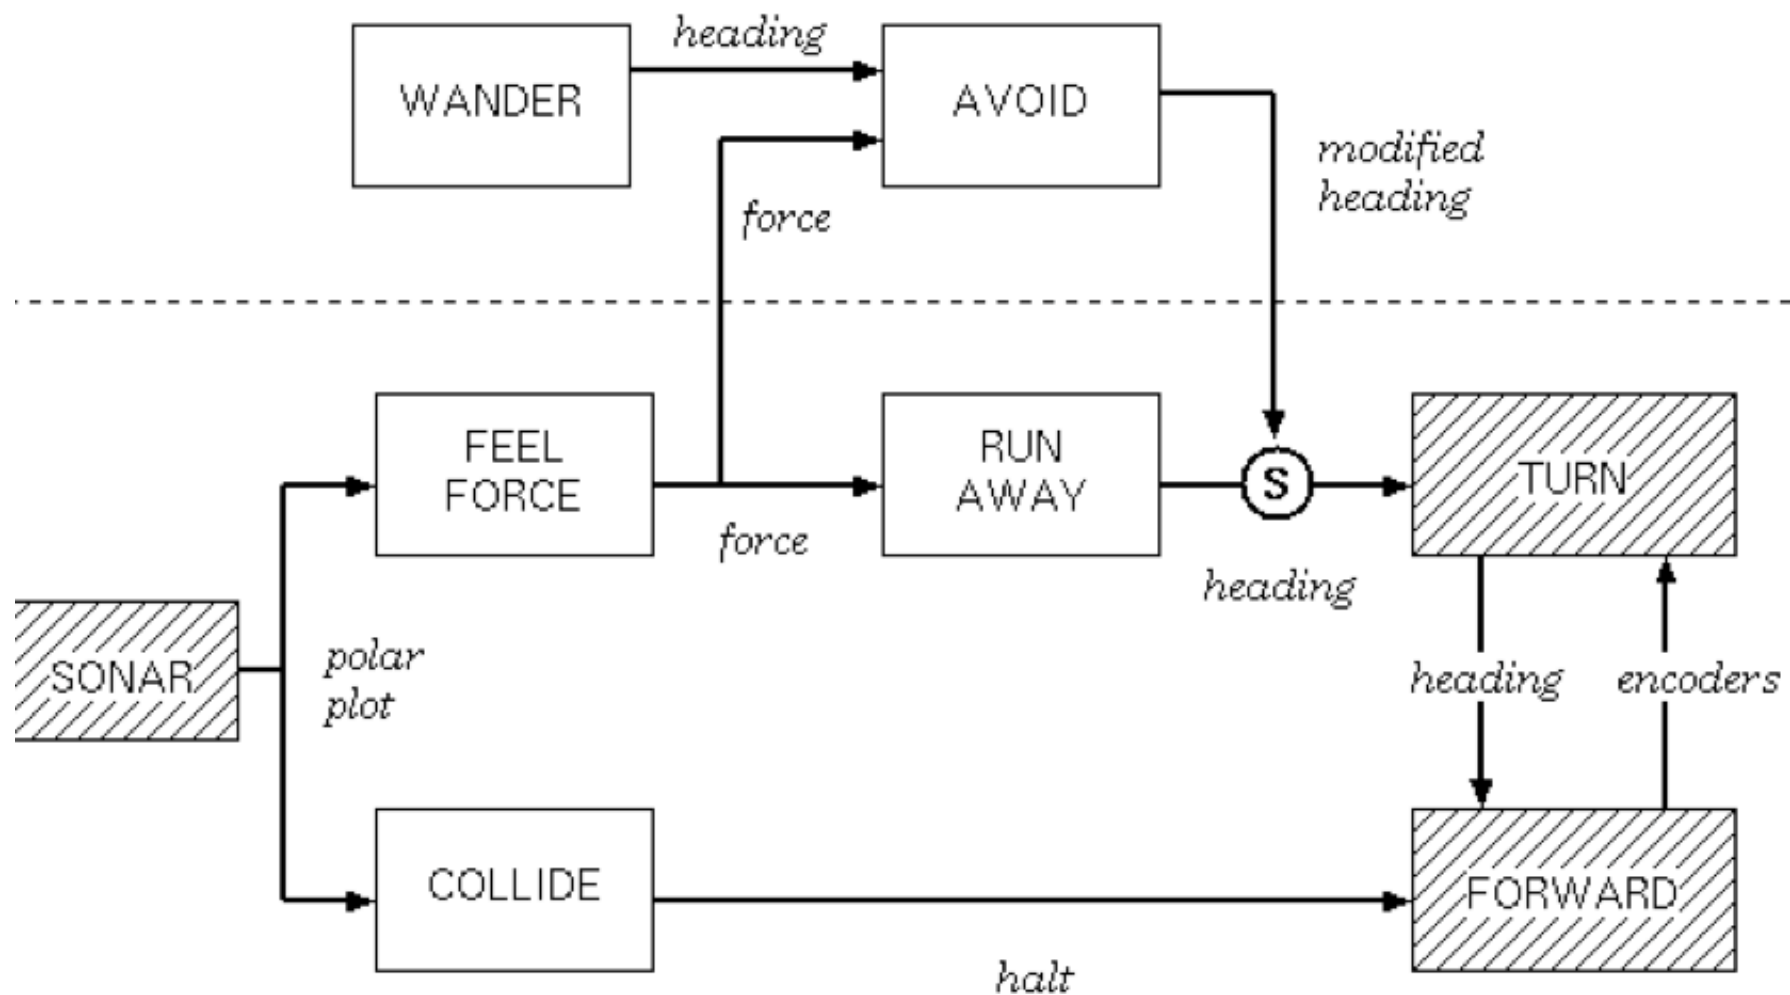 heading
WANDER
AVOID
modified
heading
force
FEEL
FORCE
RUN
AWAY
S
TURN
force
heading
SONAR
polar
plot
heading
encoders
COLLIDE
FORWARD
halt